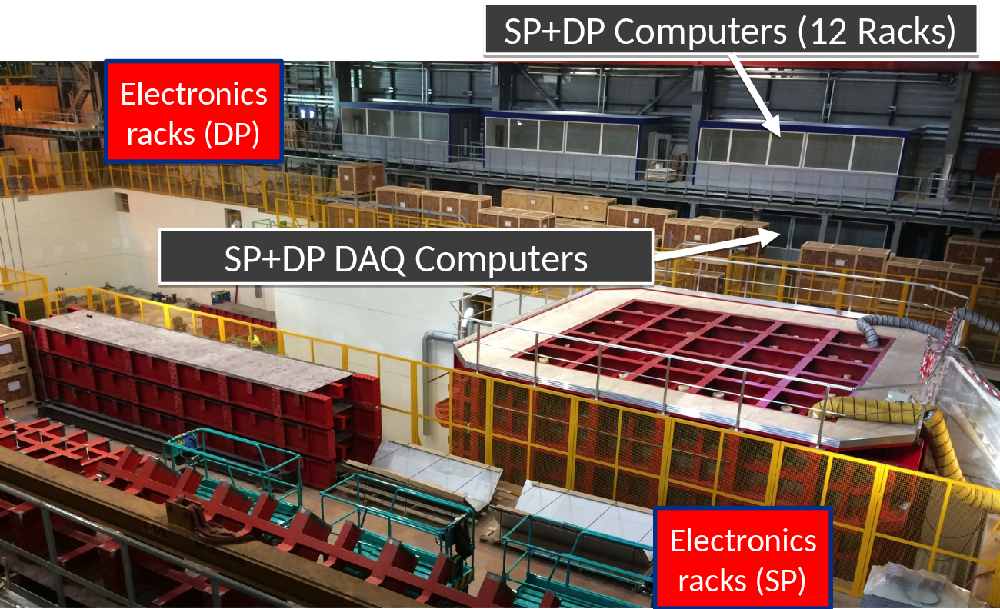 SP+DP Computers (12 Racks)
Electronics
racks (DP)
SP+DP DAQ Computers
Electronics
racks (SP)